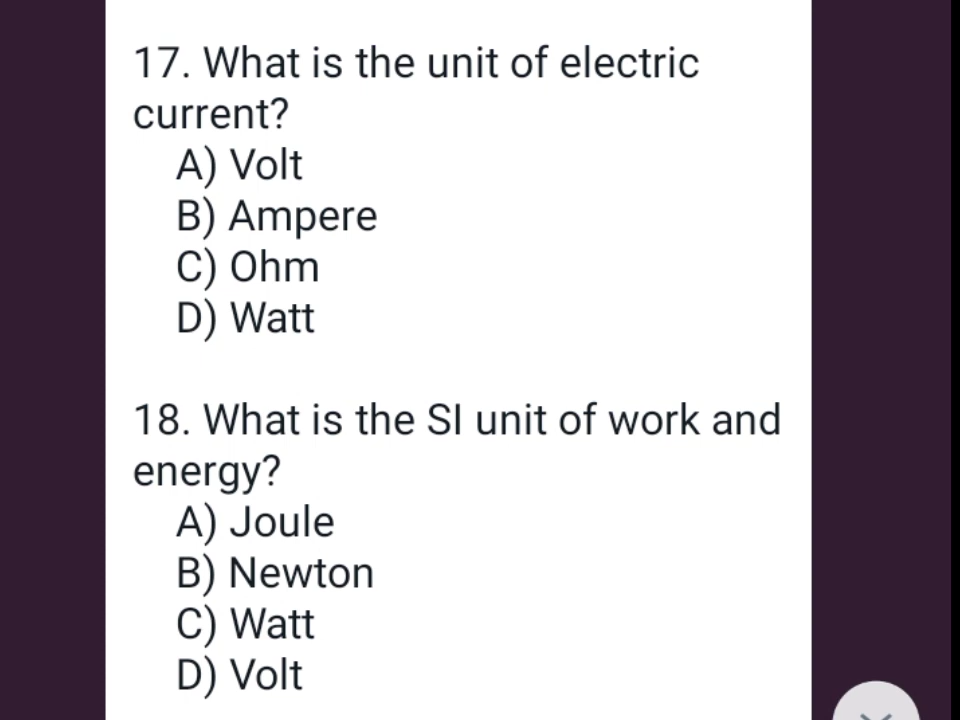 17. What is the unit of electric
current?
A) Volt
B) Ampere
C) Ohm
D) Watt
18. What is the SI unit of work and
energy?
A) Joule
B) Newton
C) Watt
D) Volt